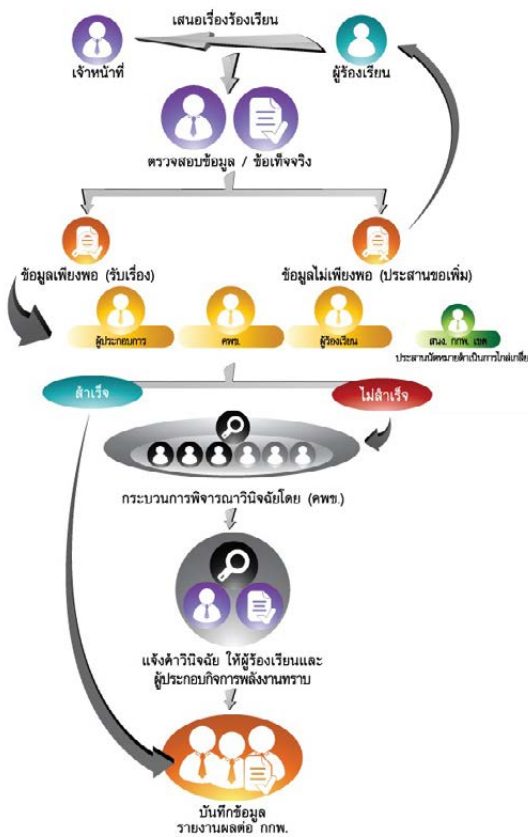 เสนอเรื่องร้องเรียน
เจ้าหน้าที่
ผู้ร้องเรียน
ตรวจสอบข้อมูล / ข้อเท็จจริง
ข้อมูลเพียงพอ (รับเรื่อง)
ข้อมูลไม่เพียงพอ (ประสานขอเพิ่ม)
ผู้ประกอบการ
คพข.
ผู้ร้องเรียน
สนง. กกพ. เขต
ประสานนัดหมายดำเนินการไกล่เกลี่ย
สำเร็จ
ไม่สำเร็จ
กระบวนการพิจารณาวินิจฉัยโดย (คพข.)
แจ้งคำวินิจฉัย ให้ผู้ร้องเรียนและ
ผู้ประกอบกิจการพลังงานทราบ
บันทึกข้อมูล
รายงานผลต่อ กกพ.